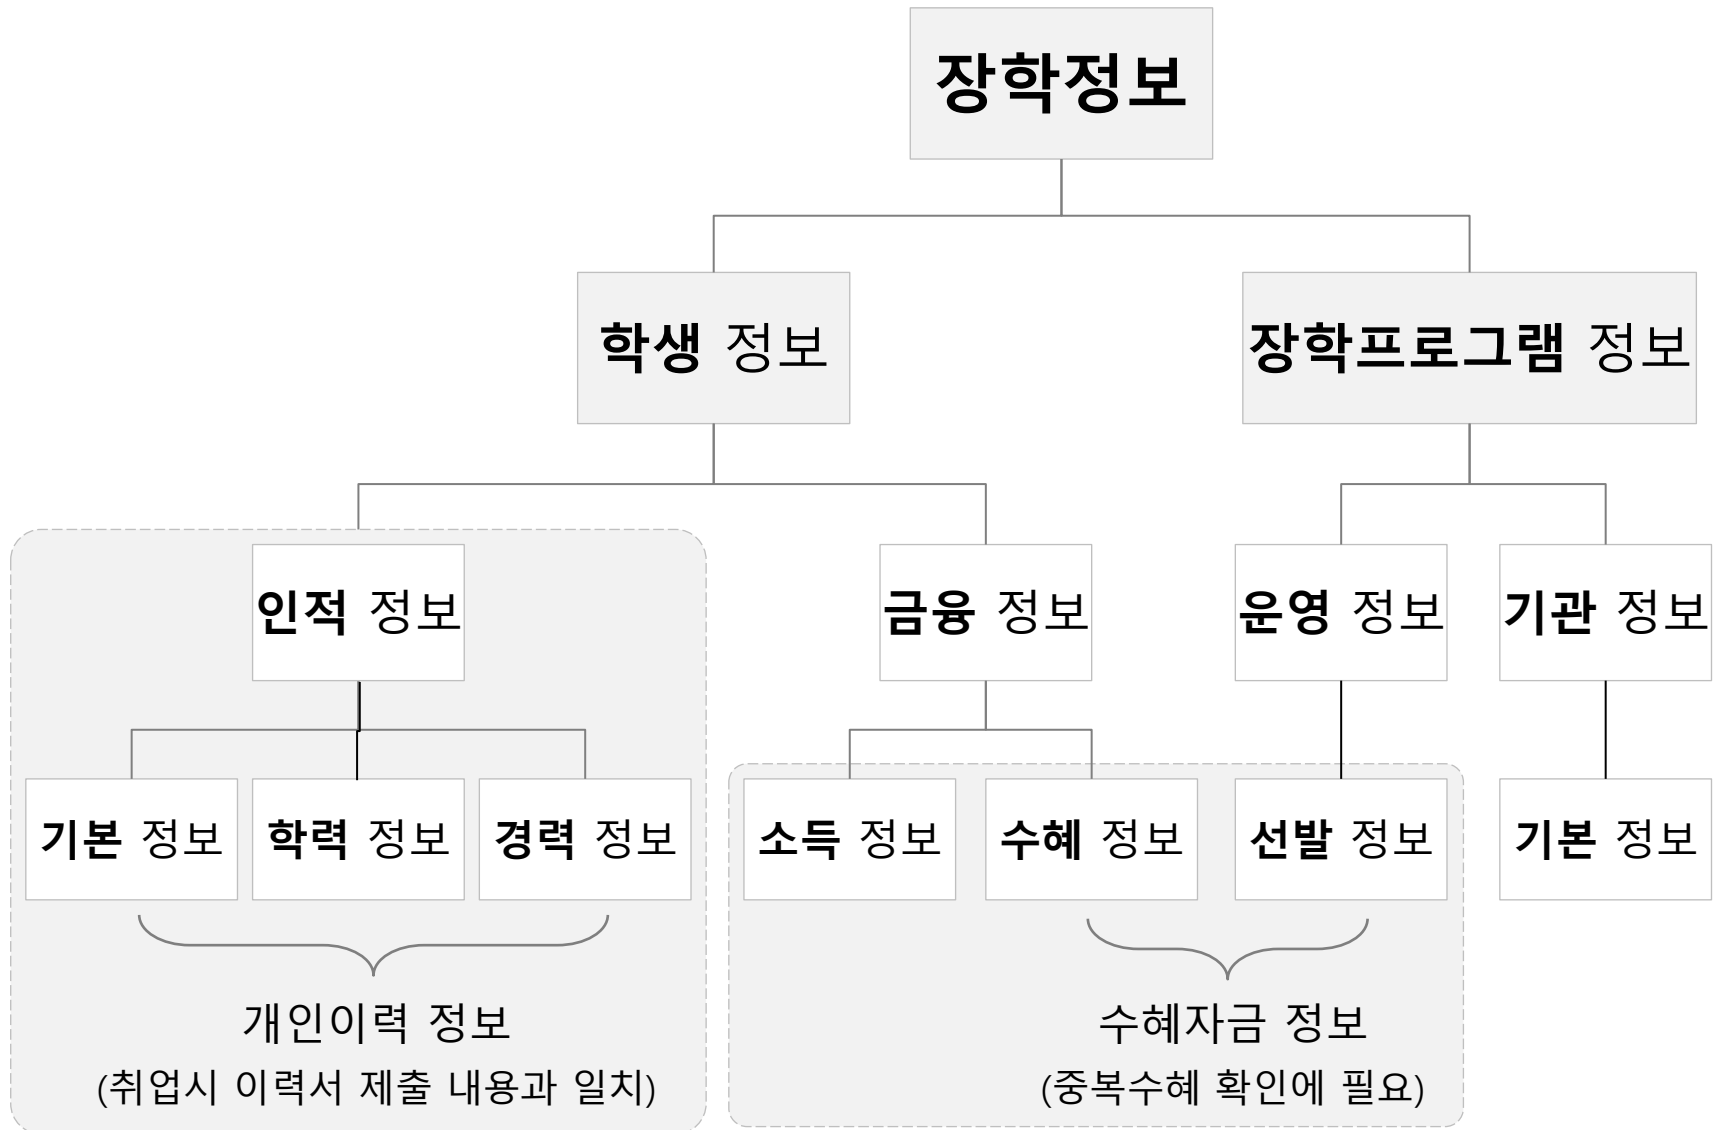 장학정보
학생 정보
장학프로그램 정보
인적 정보
금융 정보
운영 정보
기관 정보
기본 정보
학력 정보
경력 정보
소득 정보
수혜 정보
선발 정보
기본 정보
개인이력 정보
(취업시 이력서 제출 내용과 일치)
수혜자금 정보
(중복수혜 확인에 필요)